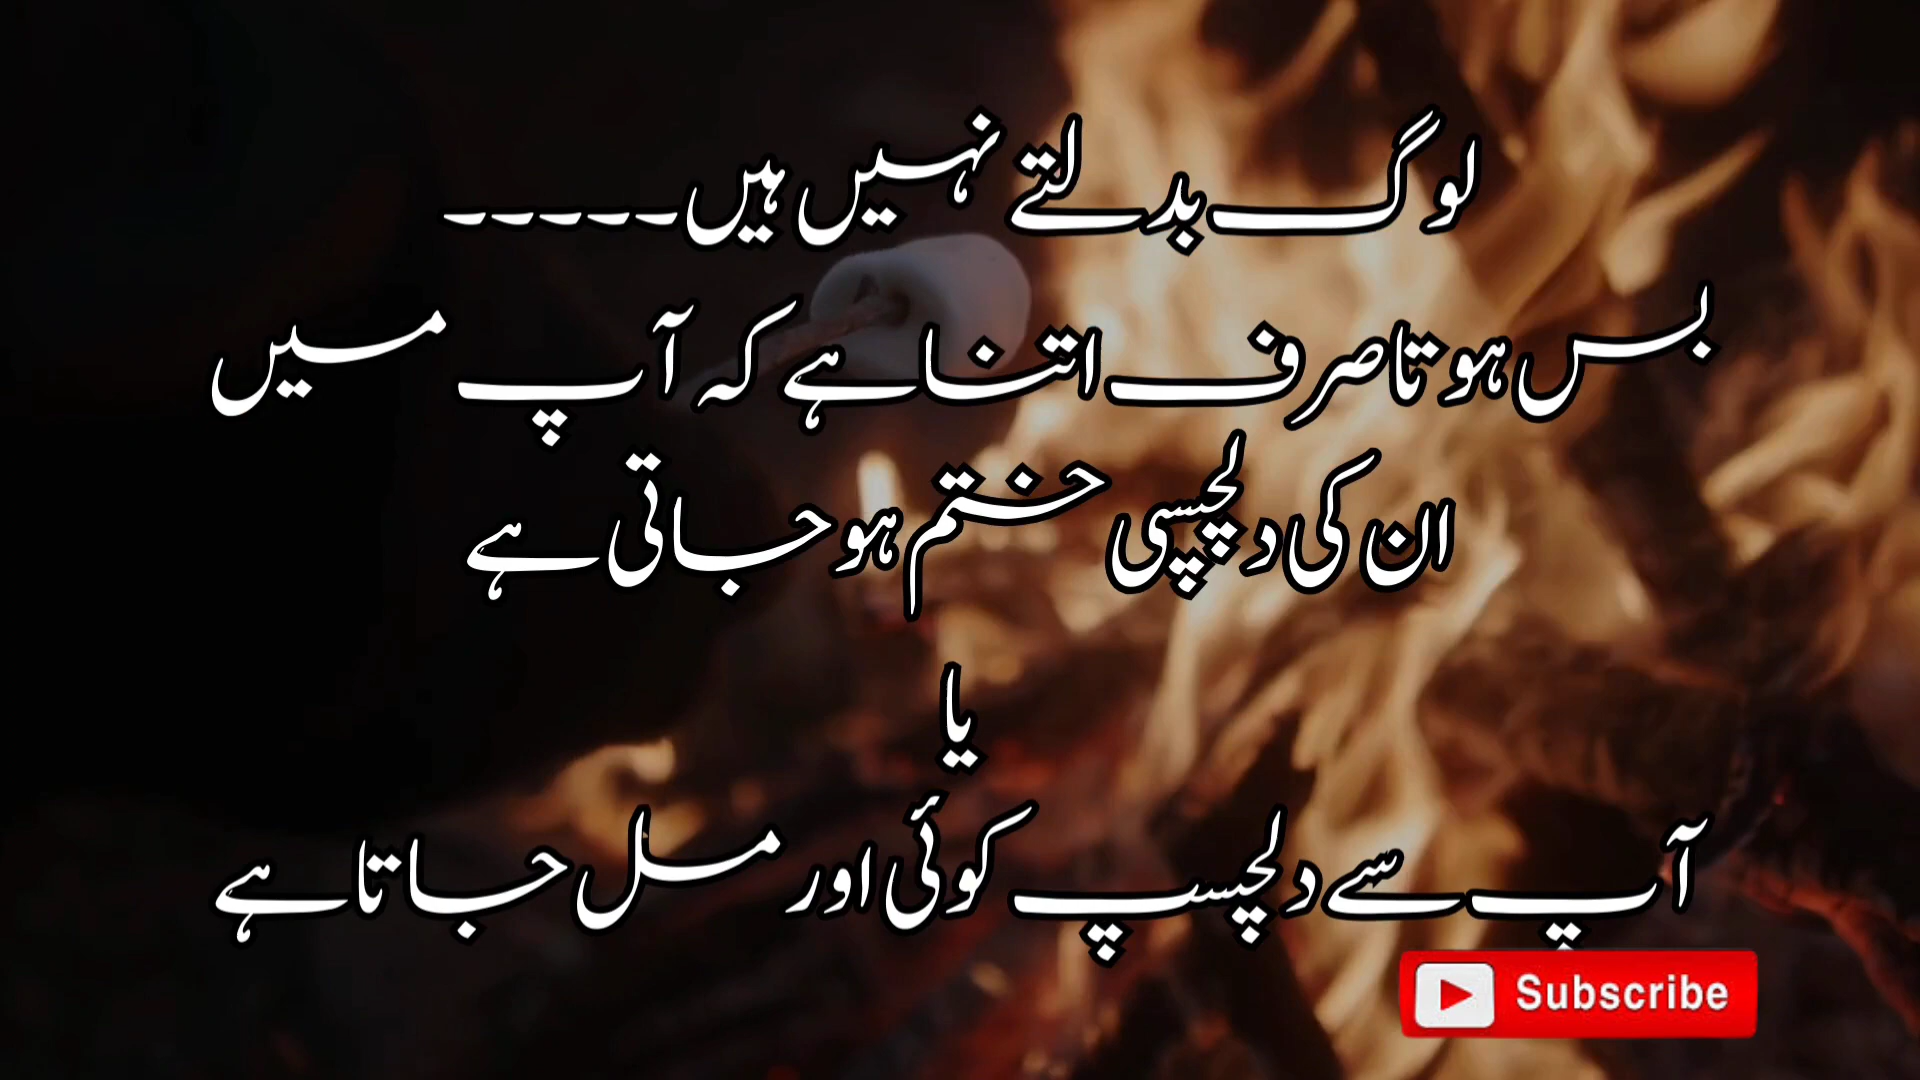 لوگ بدلتے نہیں ہیں۔۔۔۔۔
بس ہوتا صرف اتنا ہے کہ آپ میں
ان کی دلچسپی ختم ہو جاتی ہے
یا
آپ سے دلچسپ کوئی اور مل جاتا ہے
Subscribe